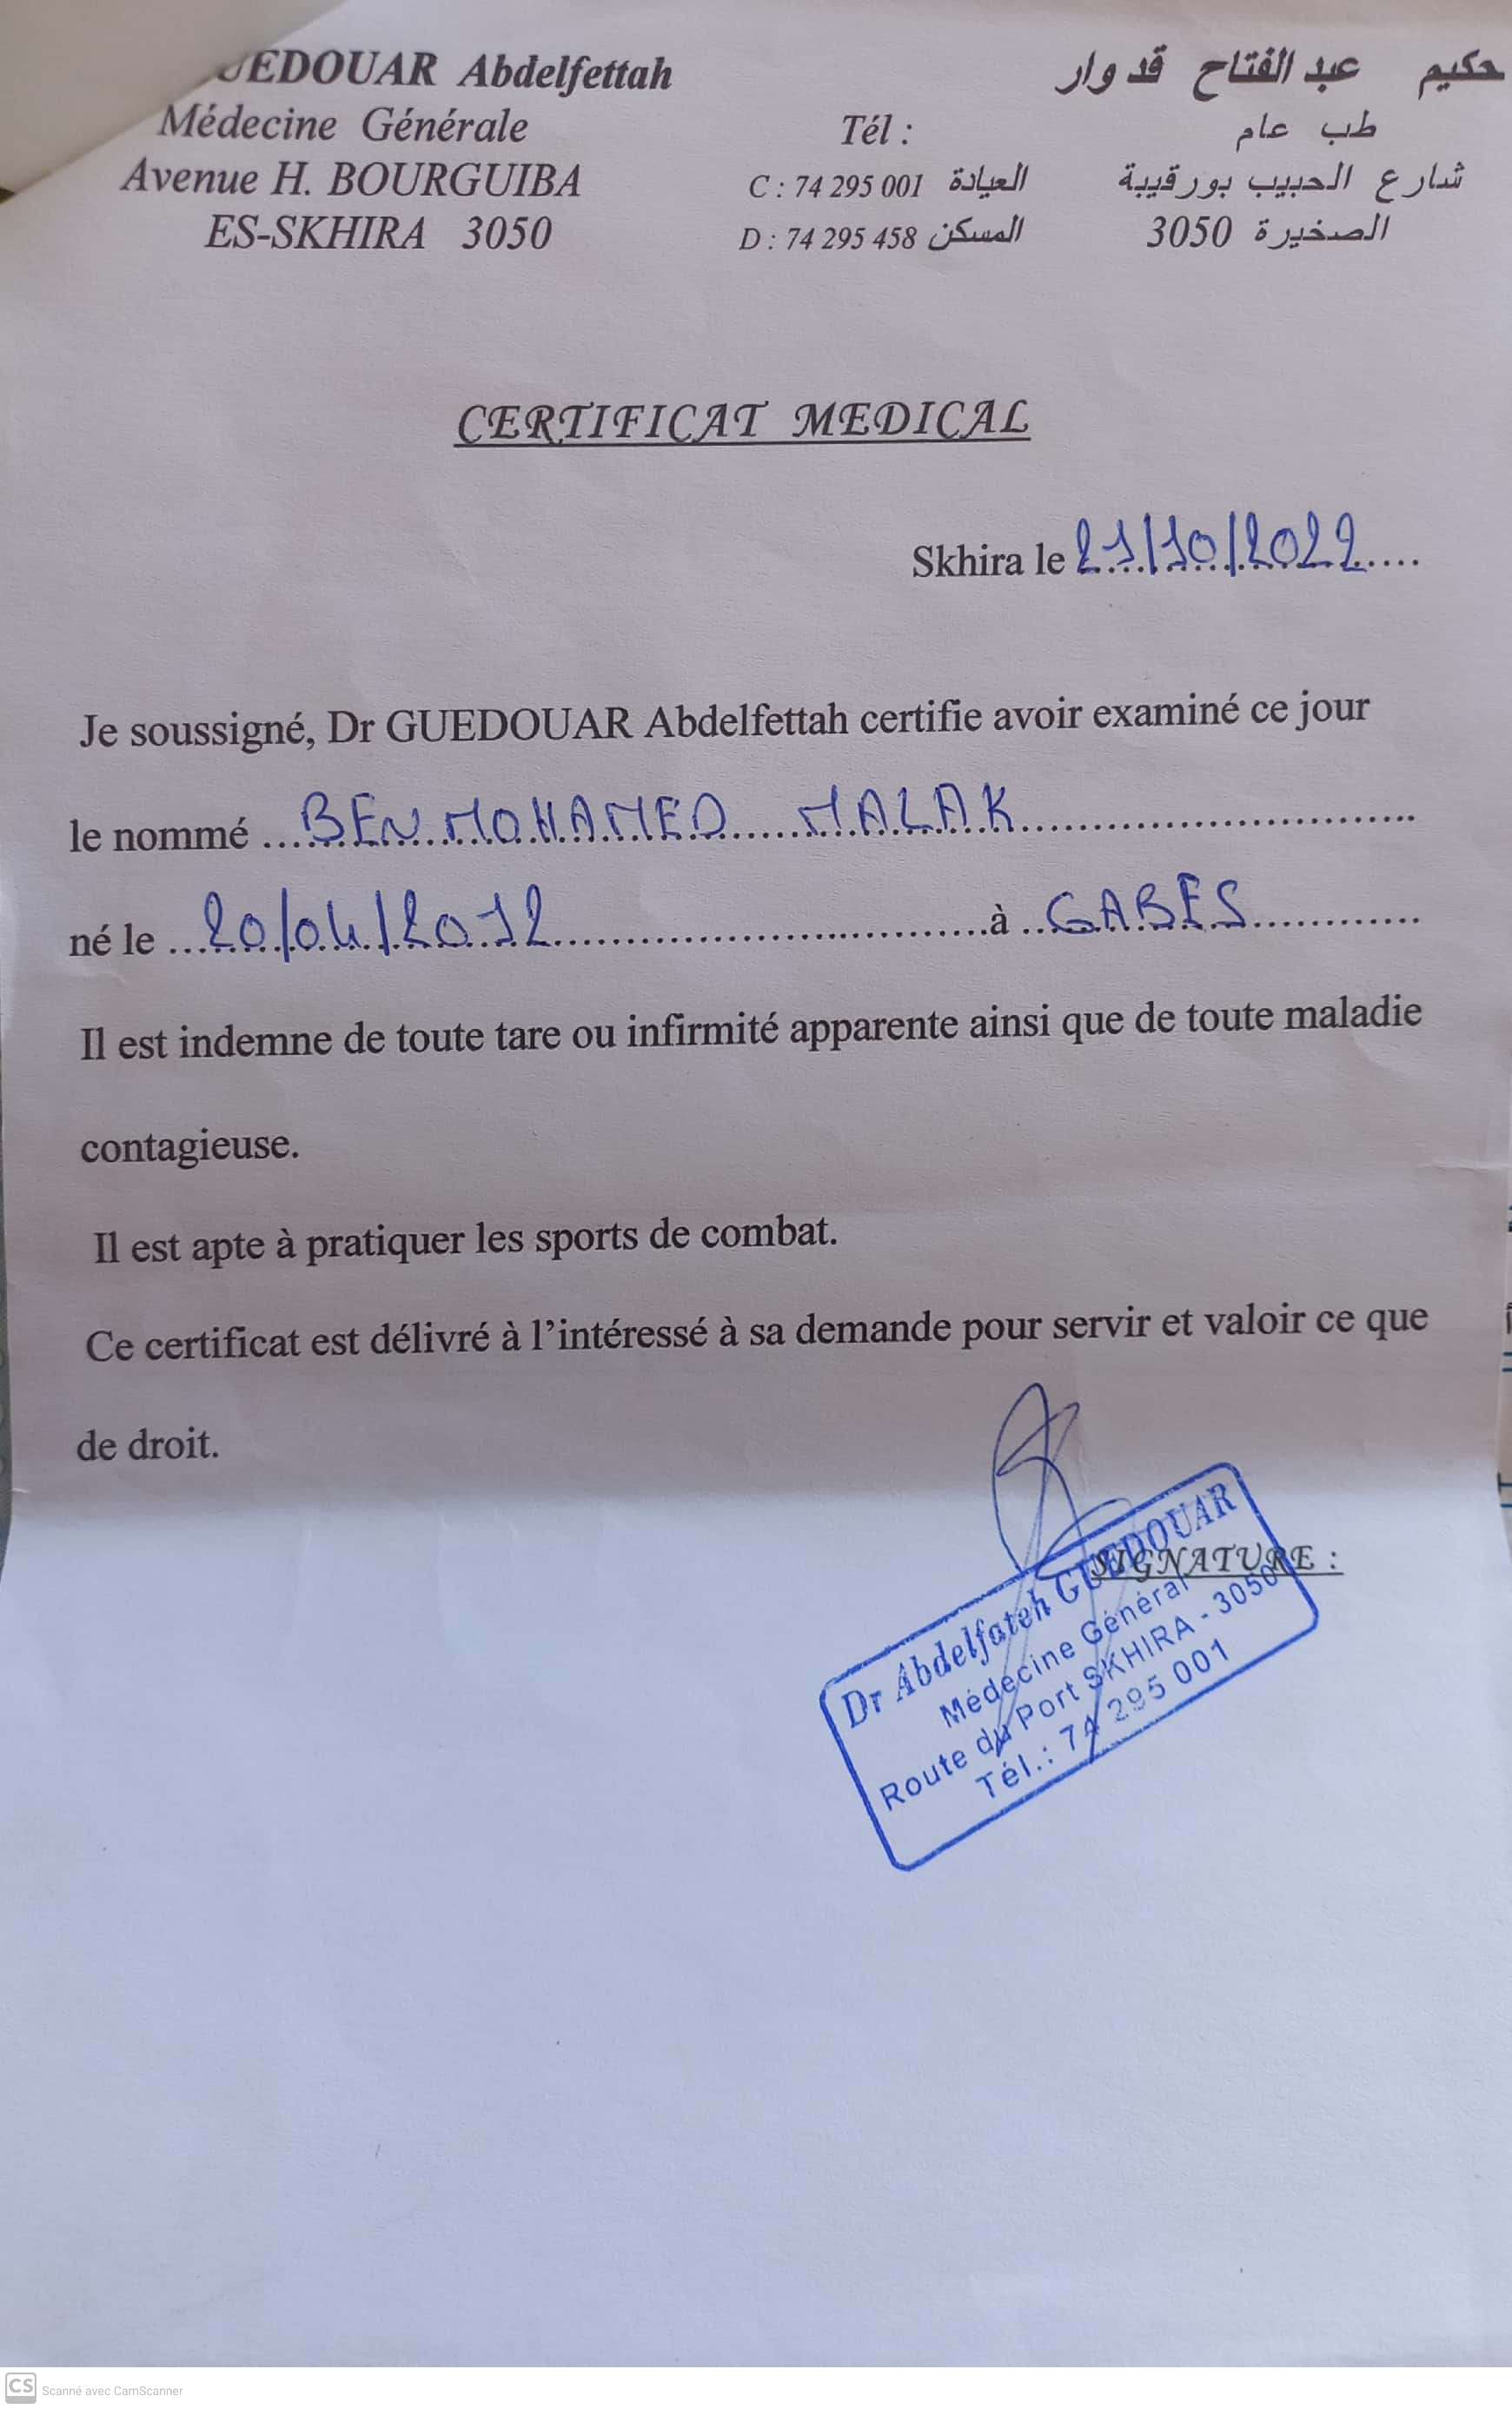 GUEDOUAR Abdelfettah
Médecine Générale
Avenue H. BOURGUIBA
ES-SKHIRA 3050
Tél :
C : 74 295 001 العيادة
D : 74 295 458 المسكن
حكيم عبد الفتاح قدوار
طب عام
شارع الحبيب بورقيبة
الصخيرة 3050
CERTIFICAT MEDICAL
Skhira le 21/10/2022
Je soussigné, Dr GUEDOUAR Abdelfettah certifie avoir examiné ce jour
le nommé BEN MOHAMED MALAK
né le 20/04/2012 à GABES
Il est indemne de toute tare ou infirmité apparente ainsi que de toute maladie
contagieuse.
Il est apte à pratiquer les sports de combat.
Ce certificat est délivré à l’intéressé à sa demande pour servir et valoir ce que
de droit.
SIGNATURE :
Dr Abdelfateh GUEDOUAR
Médecine Général
Route du Port SKHIRA - 3050
Tél.: 74 295 001
CS Scanné avec CamScanner